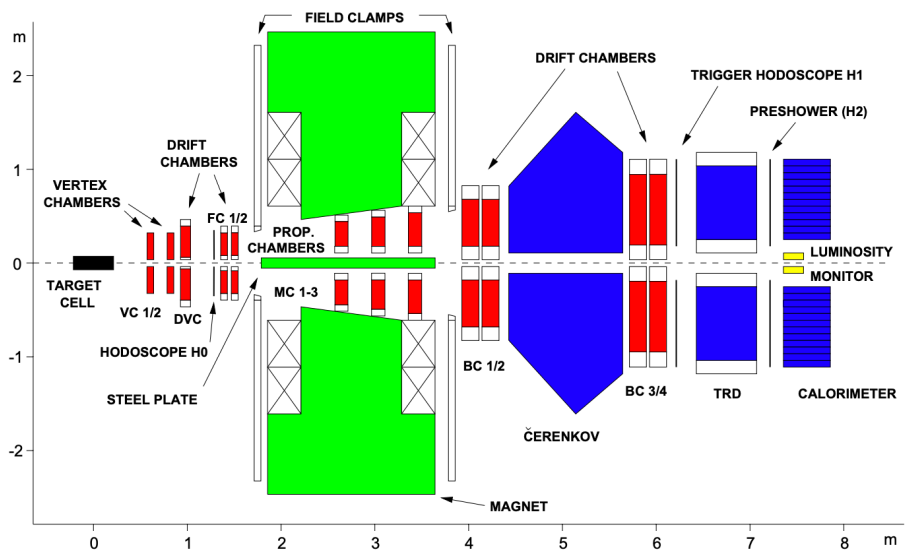 FIELD CLAMPS
m
2
DRIFT CHAMBERS
TRIGGER HODOSCOPE H1
PRESHOWER (H2)
DRIFT
CHAMBERS
1
VERTEX
CHAMBERS
FC 1/2
PROP.
CHAMBERS
0
LUMINOSITY
MONITOR
TARGET
CELL
MC 1-3
VC 1/2
DVC
HODOSCOPE H0
-1
BC 1/2
BC 3/4
TRD
CALORIMETER
STEEL PLATE
ČERENKOV
-2
MAGNET
0
1
2
3
4
5
6
7
8
m